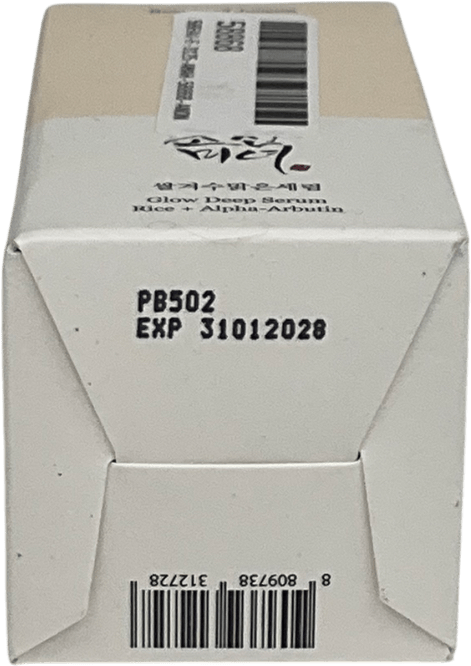 쌀겨수맑은세럼
Glow Deep Serum
Rice + Alpha-Arbutin
PB502
EXP 31012028
8 809738 312728